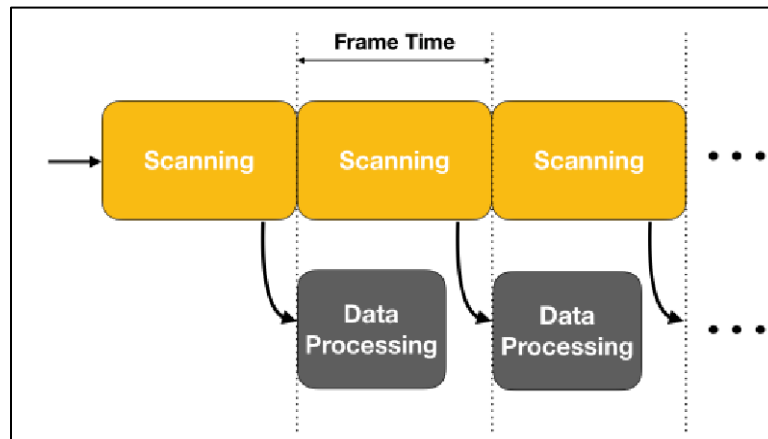 Frame Time
Scanning
Scanning
Scanning
Data
Processing
Data
Processing